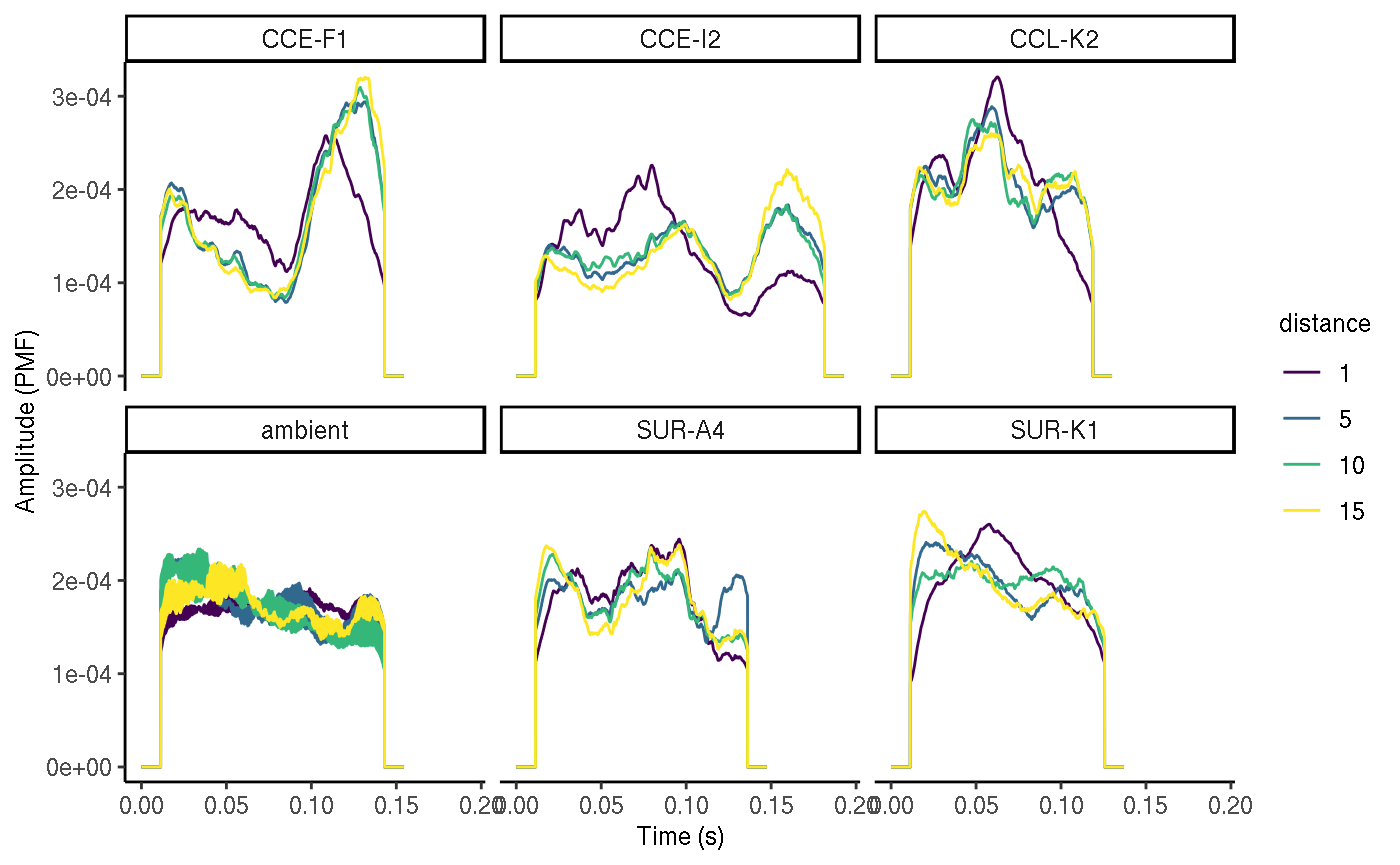 CCE-F1 CCE-I2 CCL-K2
3e-04
2e-04
1e-04
0e+00
ambient SUR-A4 SUR-K1
3e-04
2e-04
1e-04
0e+00
0.00 0.05 0.10 0.15 0.20 0.00 0.05 0.10 0.15 0.20 0.00 0.05 0.10 0.15 0.20
Time (s)
Amplitude (PMF)
distance
1
5
10
15